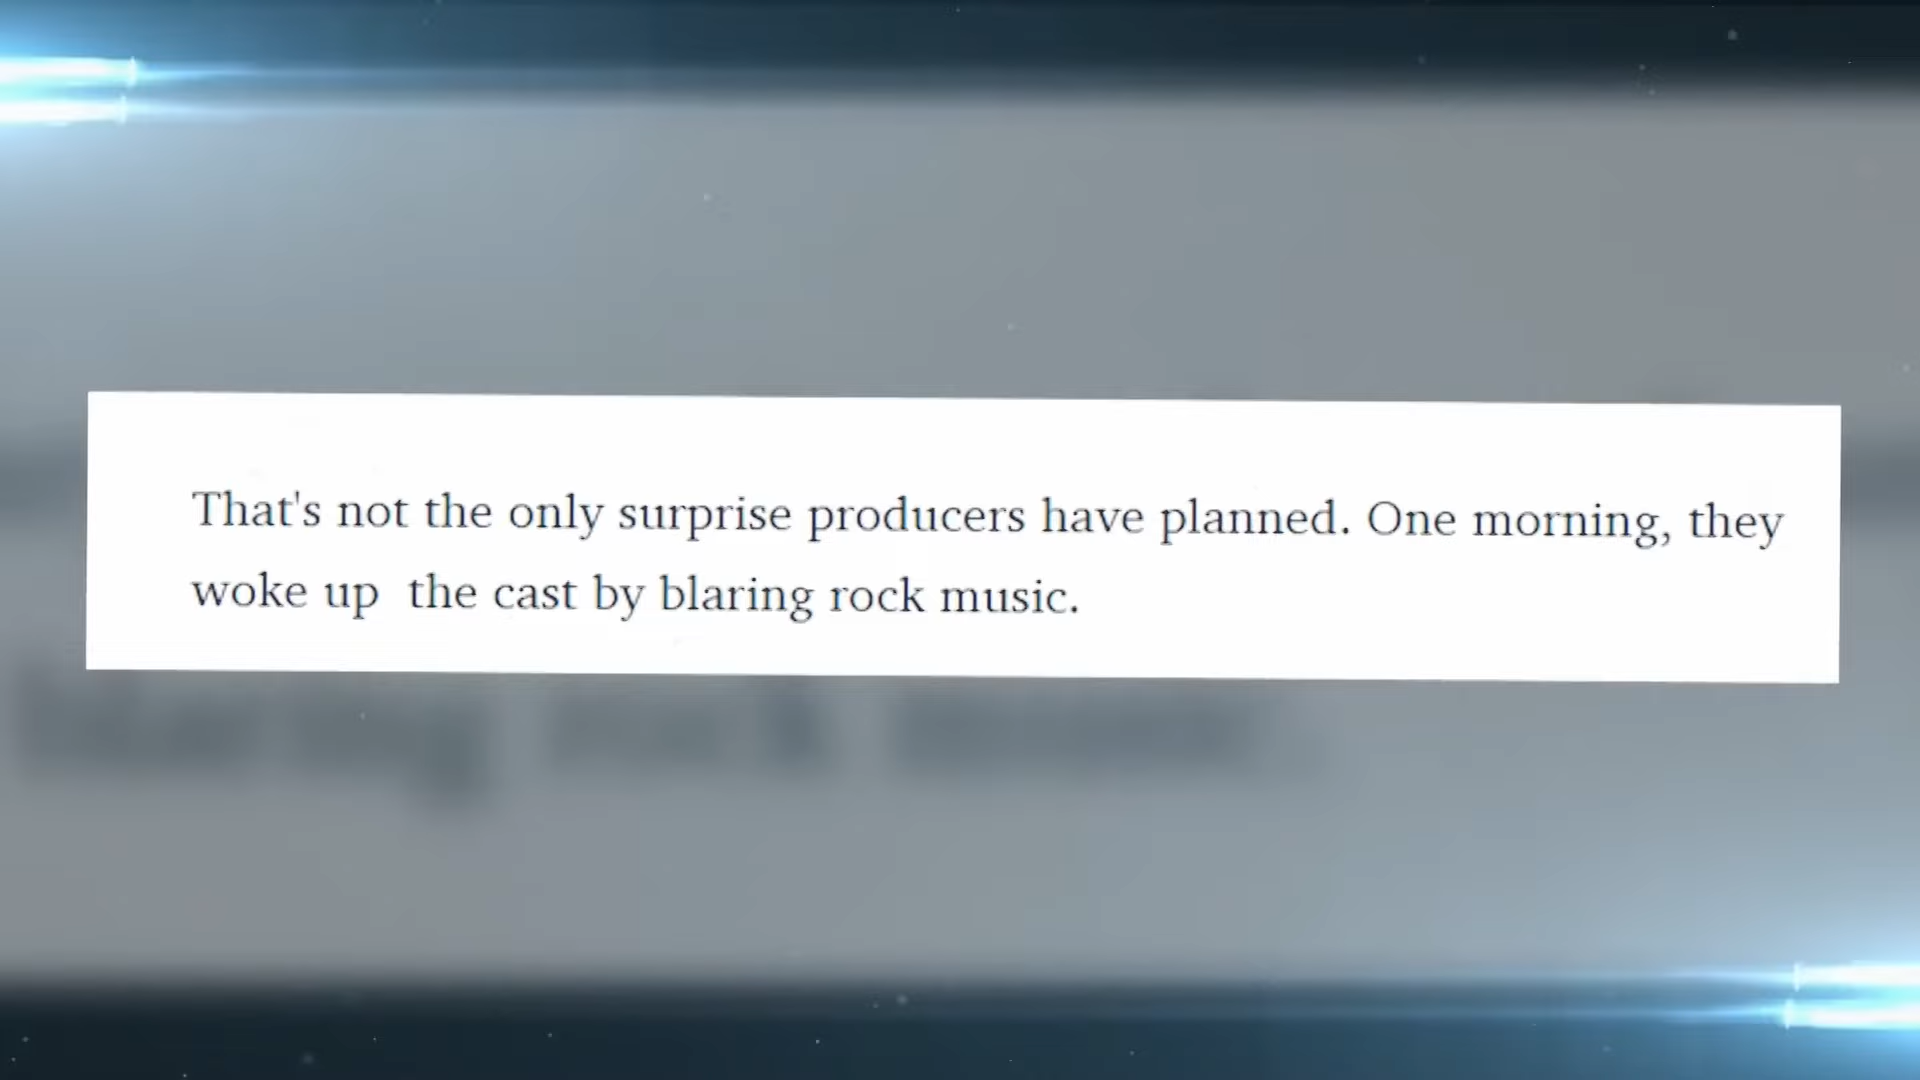 That's not the only surprise producers have planned. One morning, they
woke up  the cast by blaring rock music.